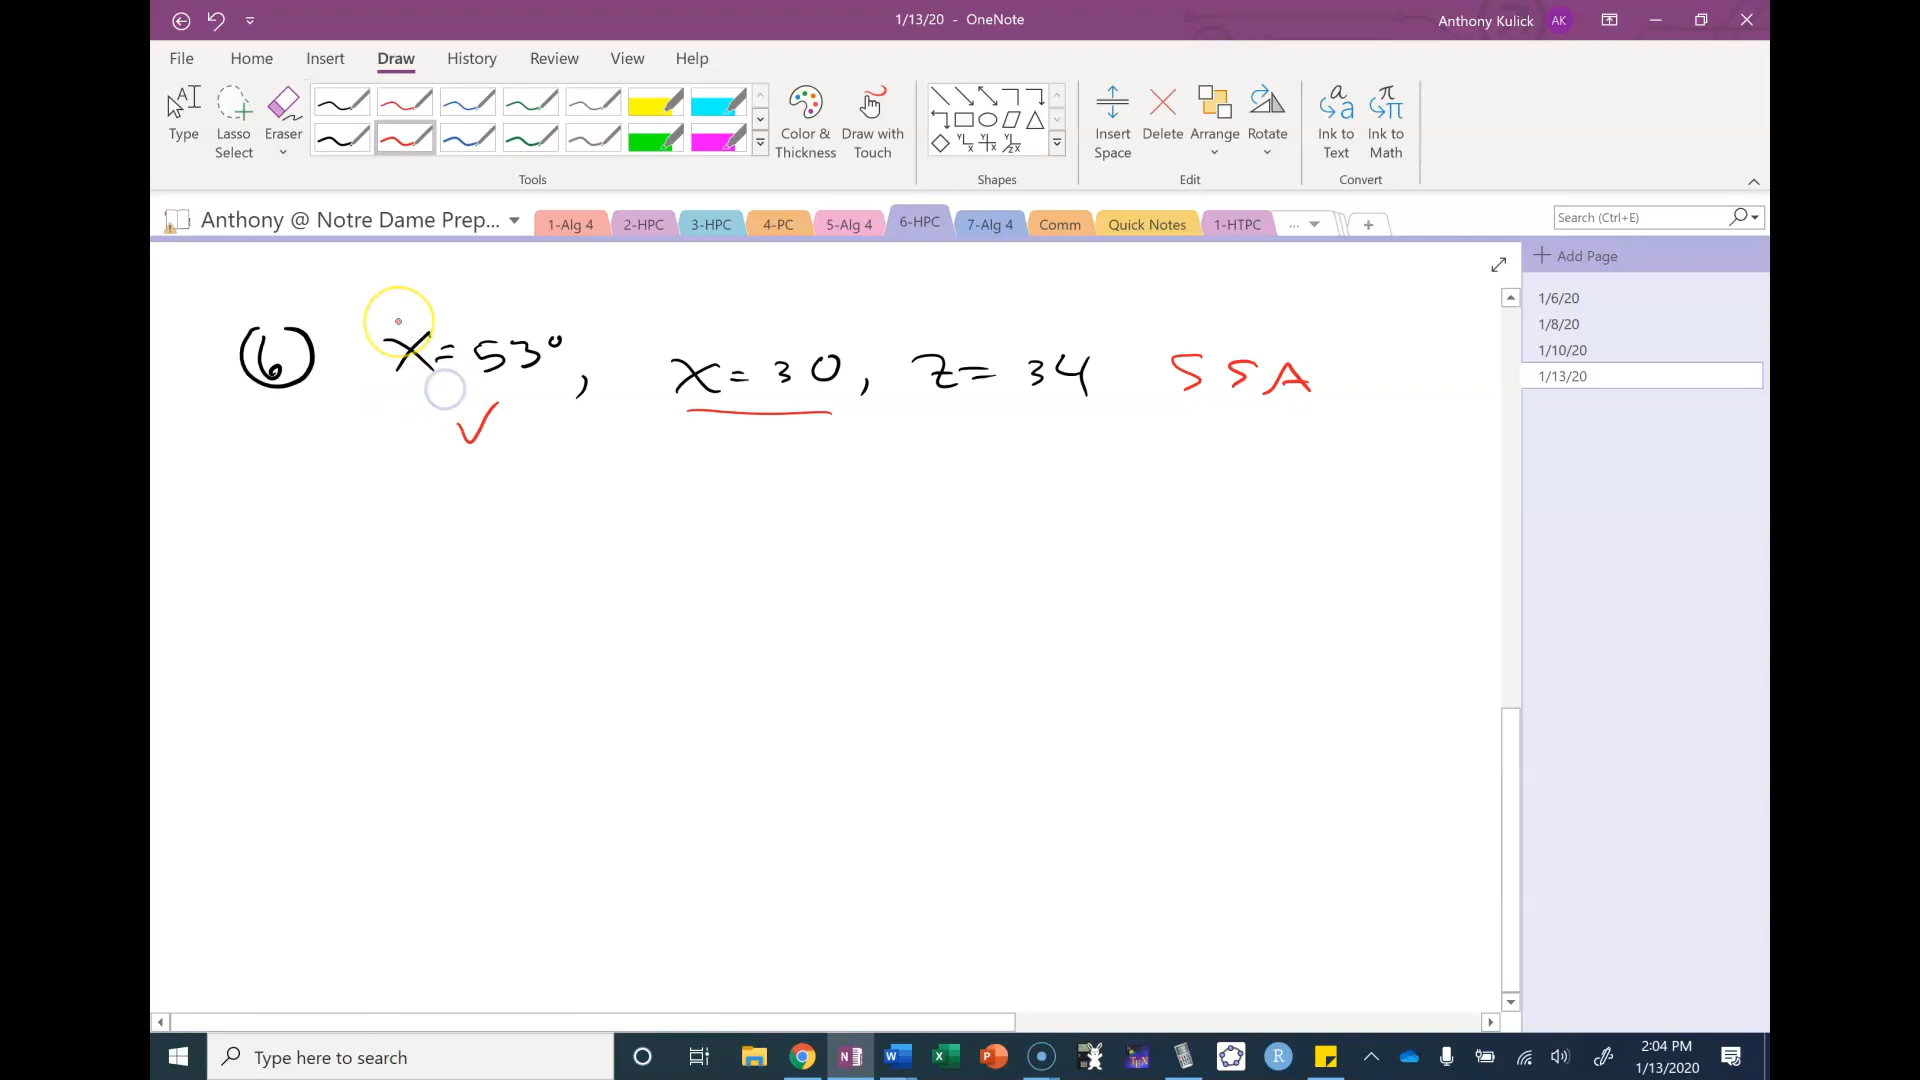 1/13/20 - OneNote
Anthony Kulick AK
File Home Insert Draw History Review View Help
Type
Lasso Select
Eraser
Color & Thickness
Draw with Touch
Insert Space
Delete
Arrange
Rotate
Ink to Text
Ink to Math
Tools
Shapes
Edit
Convert
Anthony @ Notre Dame Prep...
1-Alg 4 2-HPC 3-HPC 4-PC 5-Alg 4 6-HPC 7-Alg 4 Comm Quick Notes 1-HTPC ...
Search (Ctrl+E)
Add Page
1/6/20
1/8/20
1/10/20
1/13/20
6 X = 53°, x = 30, z = 34 SSA
Type here to search
2:04 PM
1/13/2020